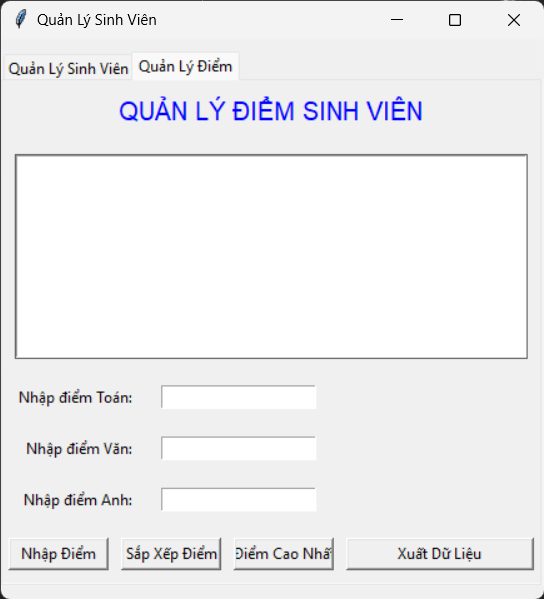 Quản Lý Sinh Viên
Quản Lý Sinh Viên Quản Lý Điểm
QUẢN LÝ ĐIỂM SINH VIÊN
Nhập điểm Toán:
Nhập điểm Văn:
Nhập điểm Anh:
Nhập Điểm Sắp Xếp Điểm Điểm Cao Nhất Xuất Dữ Liệu